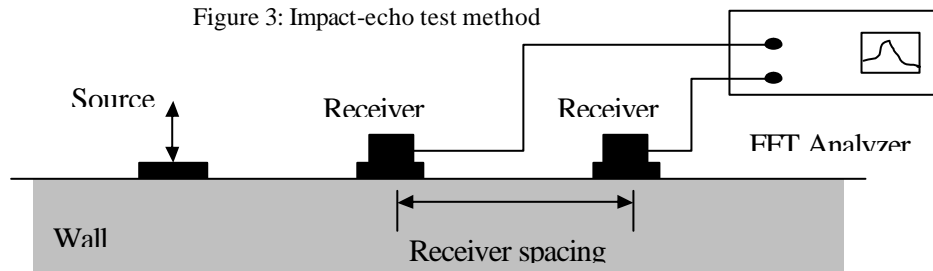 Figure 3: Impact-echo test method
Source
Receiver
Receiver
FFT Analyzer
Wall
Receiver spacing